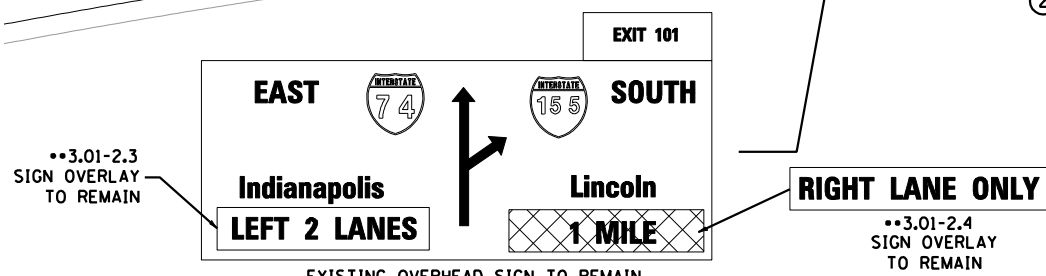 EXIT 101
EAST INTERSTATE 74 INTERSTATE 155 SOUTH
••3.01-2.3
SIGN OVERLAY
TO REMAIN
Indianapolis Lincoln
LEFT 2 LANES 1 MILE
RIGHT LANE ONLY
••3.01-2.4
SIGN OVERLAY
TO REMAIN
EXISTING OVERHEAD SIGN TO REMAIN
2